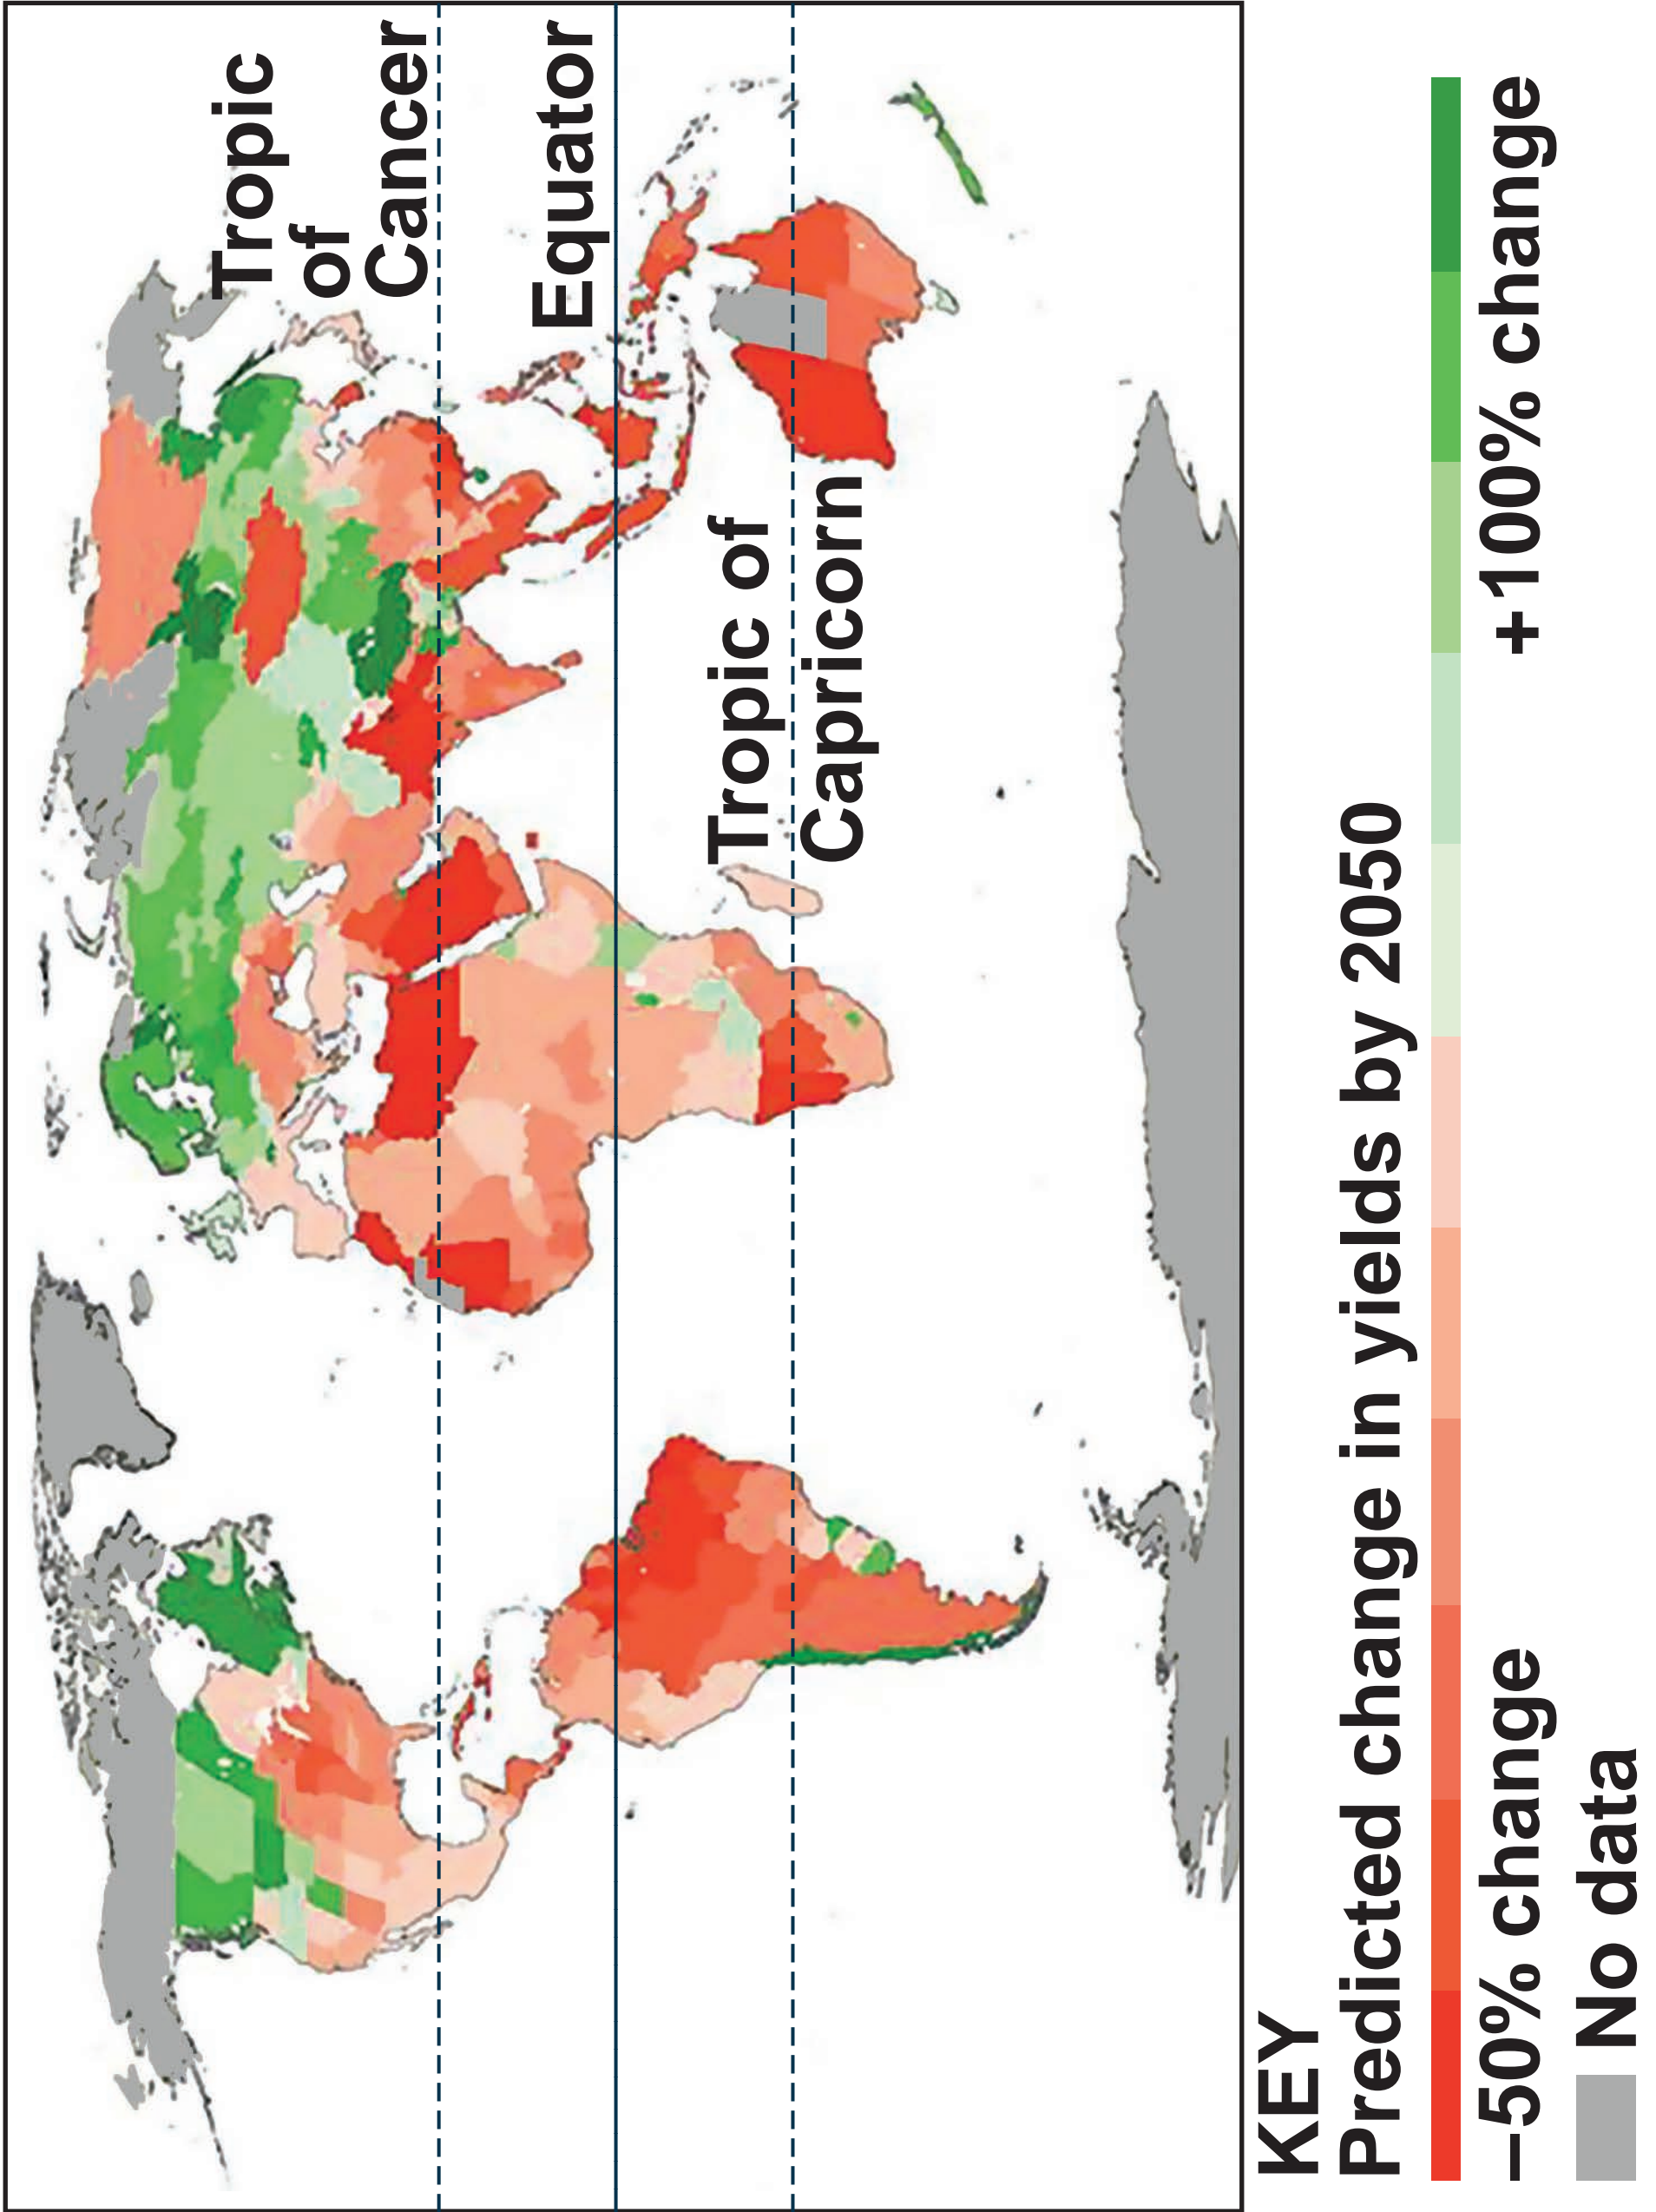 Tropic
of
Cancer
Equator
Tropic of
Capricorn
KEY
Predicted change in yields by 2050
–50% change +100% change
No data